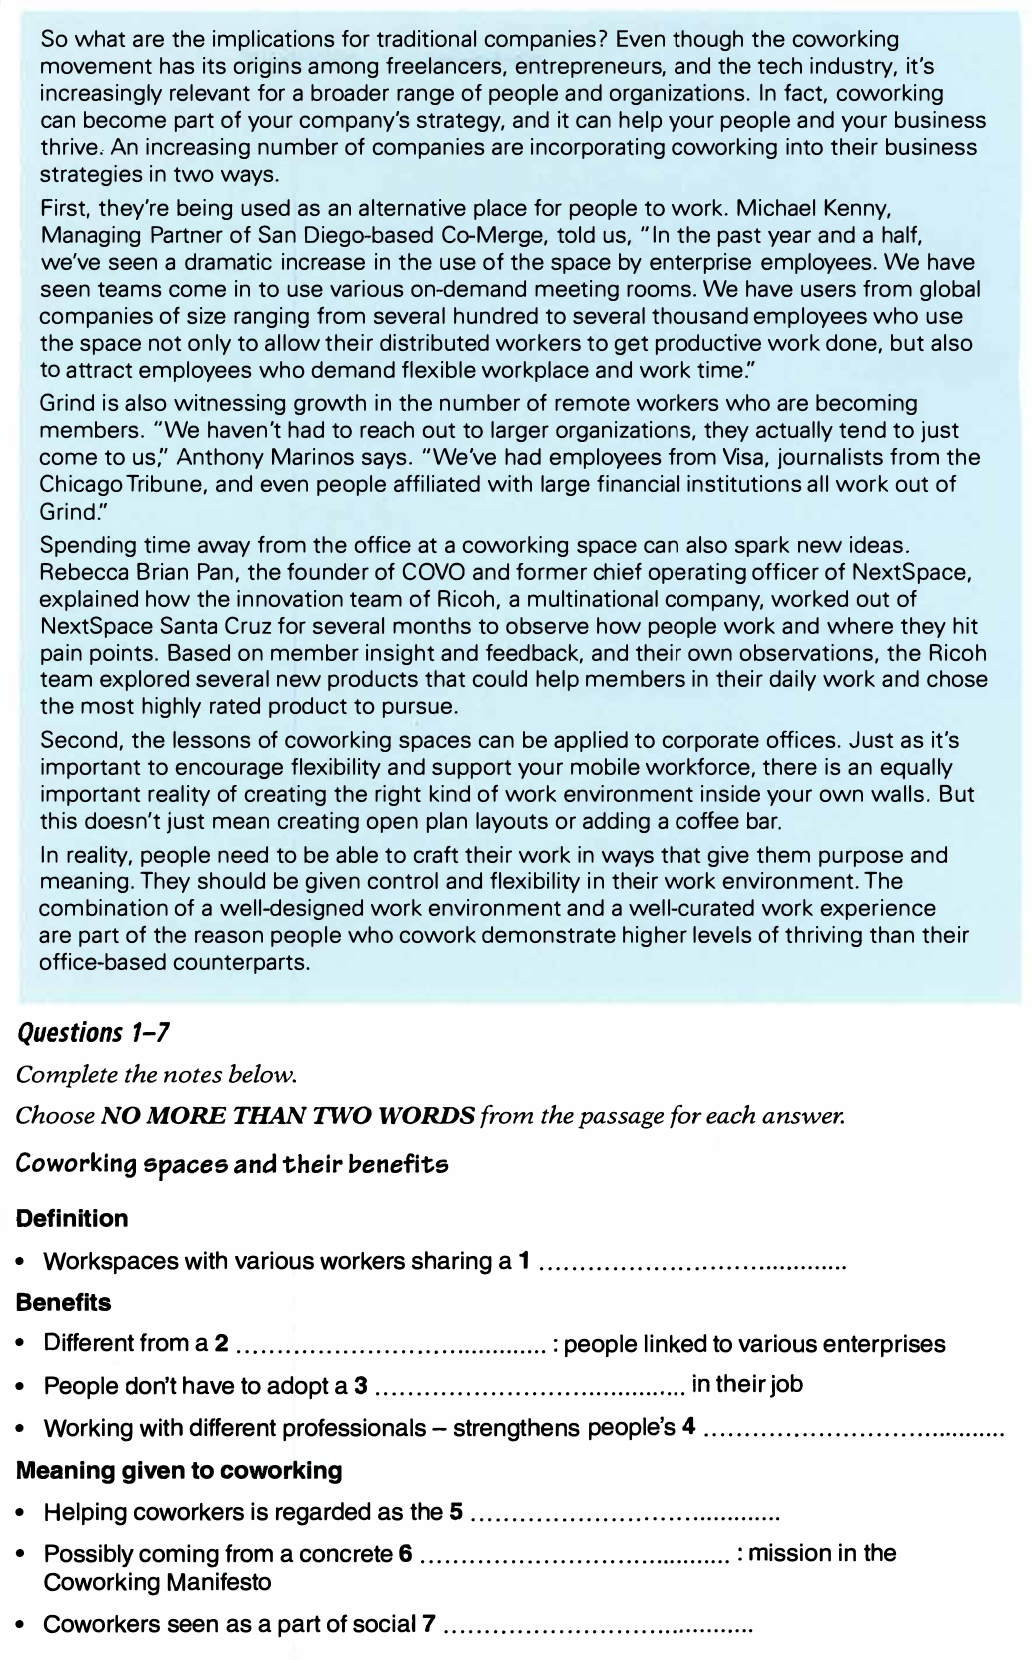 So what are the implications for traditional companies? Even though the coworking
movement has its origins among freelancers, entrepreneurs, and the tech industry, it's
increasingly relevant for a broader range of people and organizations. In fact, coworking
can become part of your company's strategy, and it can help your people and your business
thrive. An increasing number of companies are incorporating coworking into their business
strategies in two ways.
First, they're being used as an alternative place for people to work. Michael Kenny,
Managing Partner of San Diego-based Co-Merge, told us, "In the past year and a half,
we've seen a dramatic increase in the use of the space by enterprise employees. We have
seen teams come in to use various on-demand meeting rooms. We have users from global
companies of size ranging from several hundred to several thousand employees who use
the space not only to allow their distributed workers to get productive work done, but also
to attract employees who demand flexible workplace and work time."
Grind is also witnessing growth in the number of remote workers who are becoming
members. "We haven't had to reach out to larger organizations, they actually tend to just
come to us," Anthony Marinos says. "We've had employees from Visa, journalists from the
Chicago Tribune, and even people affiliated with large financial institutions all work out of
Grind."
Spending time away from the office at a coworking space can also spark new ideas.
Rebecca Brian Pan, the founder of COVO and former chief operating officer of NextSpace,
explained how the innovation team of Ricoh, a multinational company, worked out of
NextSpace Santa Cruz for several months to observe how people work and where they hit
pain points. Based on member insight and feedback, and their own observations, the Ricoh
team explored several new products that could help members in their daily work and chose
the most highly rated product to pursue.
Second, the lessons of coworking spaces can be applied to corporate offices. Just as it's
important to encourage flexibility and support your mobile workforce, there is an equally
important reality of creating the right kind of work environment inside your own walls. But
this doesn't just mean creating open plan layouts or adding a coffee bar.
In reality, people need to be able to craft their work in ways that give them purpose and
meaning. They should be given control and flexibility in their work environment. The
combination of a well-designed work environment and a well-curated work experience
are part of the reason people who cowork demonstrate higher levels of thriving than their
office-based counterparts.
Questions 1–7
Complete the notes below.
Choose NO MORE THAN TWO WORDS from the passage for each answer.
Coworking spaces and their benefits
Definition
• Workspaces with various workers sharing a 1 ......................................
Benefits
• Different from a 2 ...................................... : people linked to various enterprises
• People don't have to adopt a 3 ...................................... in their job
• Working with different professionals – strengthens people's 4 ......................................
Meaning given to coworking
• Helping coworkers is regarded as the 5 ......................................
• Possibly coming from a concrete 6 ...................................... : mission in the
Coworking Manifesto
• Coworkers seen as a part of social 7 ......................................